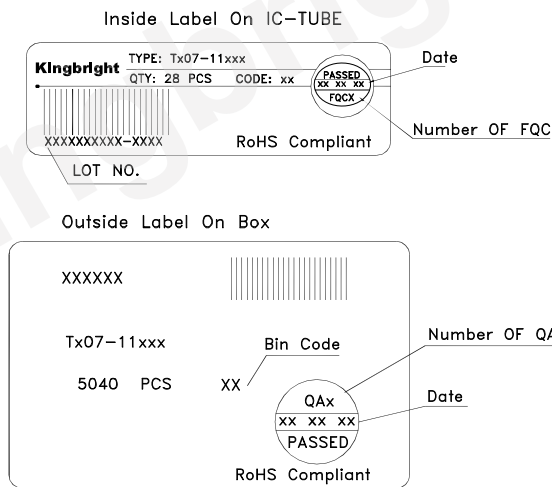 Inside Label On IC-TUBE
Kingbright
TYPE: Tx07-11xxx
QTY: 28 PCS CODE: xx
PASSED
xx xx xx
FQCX
Date
Number OF FQC
XXXXXXXXXX-XXXX
RoHS Compliant
LOT NO.
Outside Label On Box
XXXXXX
Tx07-11xxx
Bin Code
Number OF QA
5040 PCS
XX
QAx
Date
xx xx xx
PASSED
RoHS Compliant